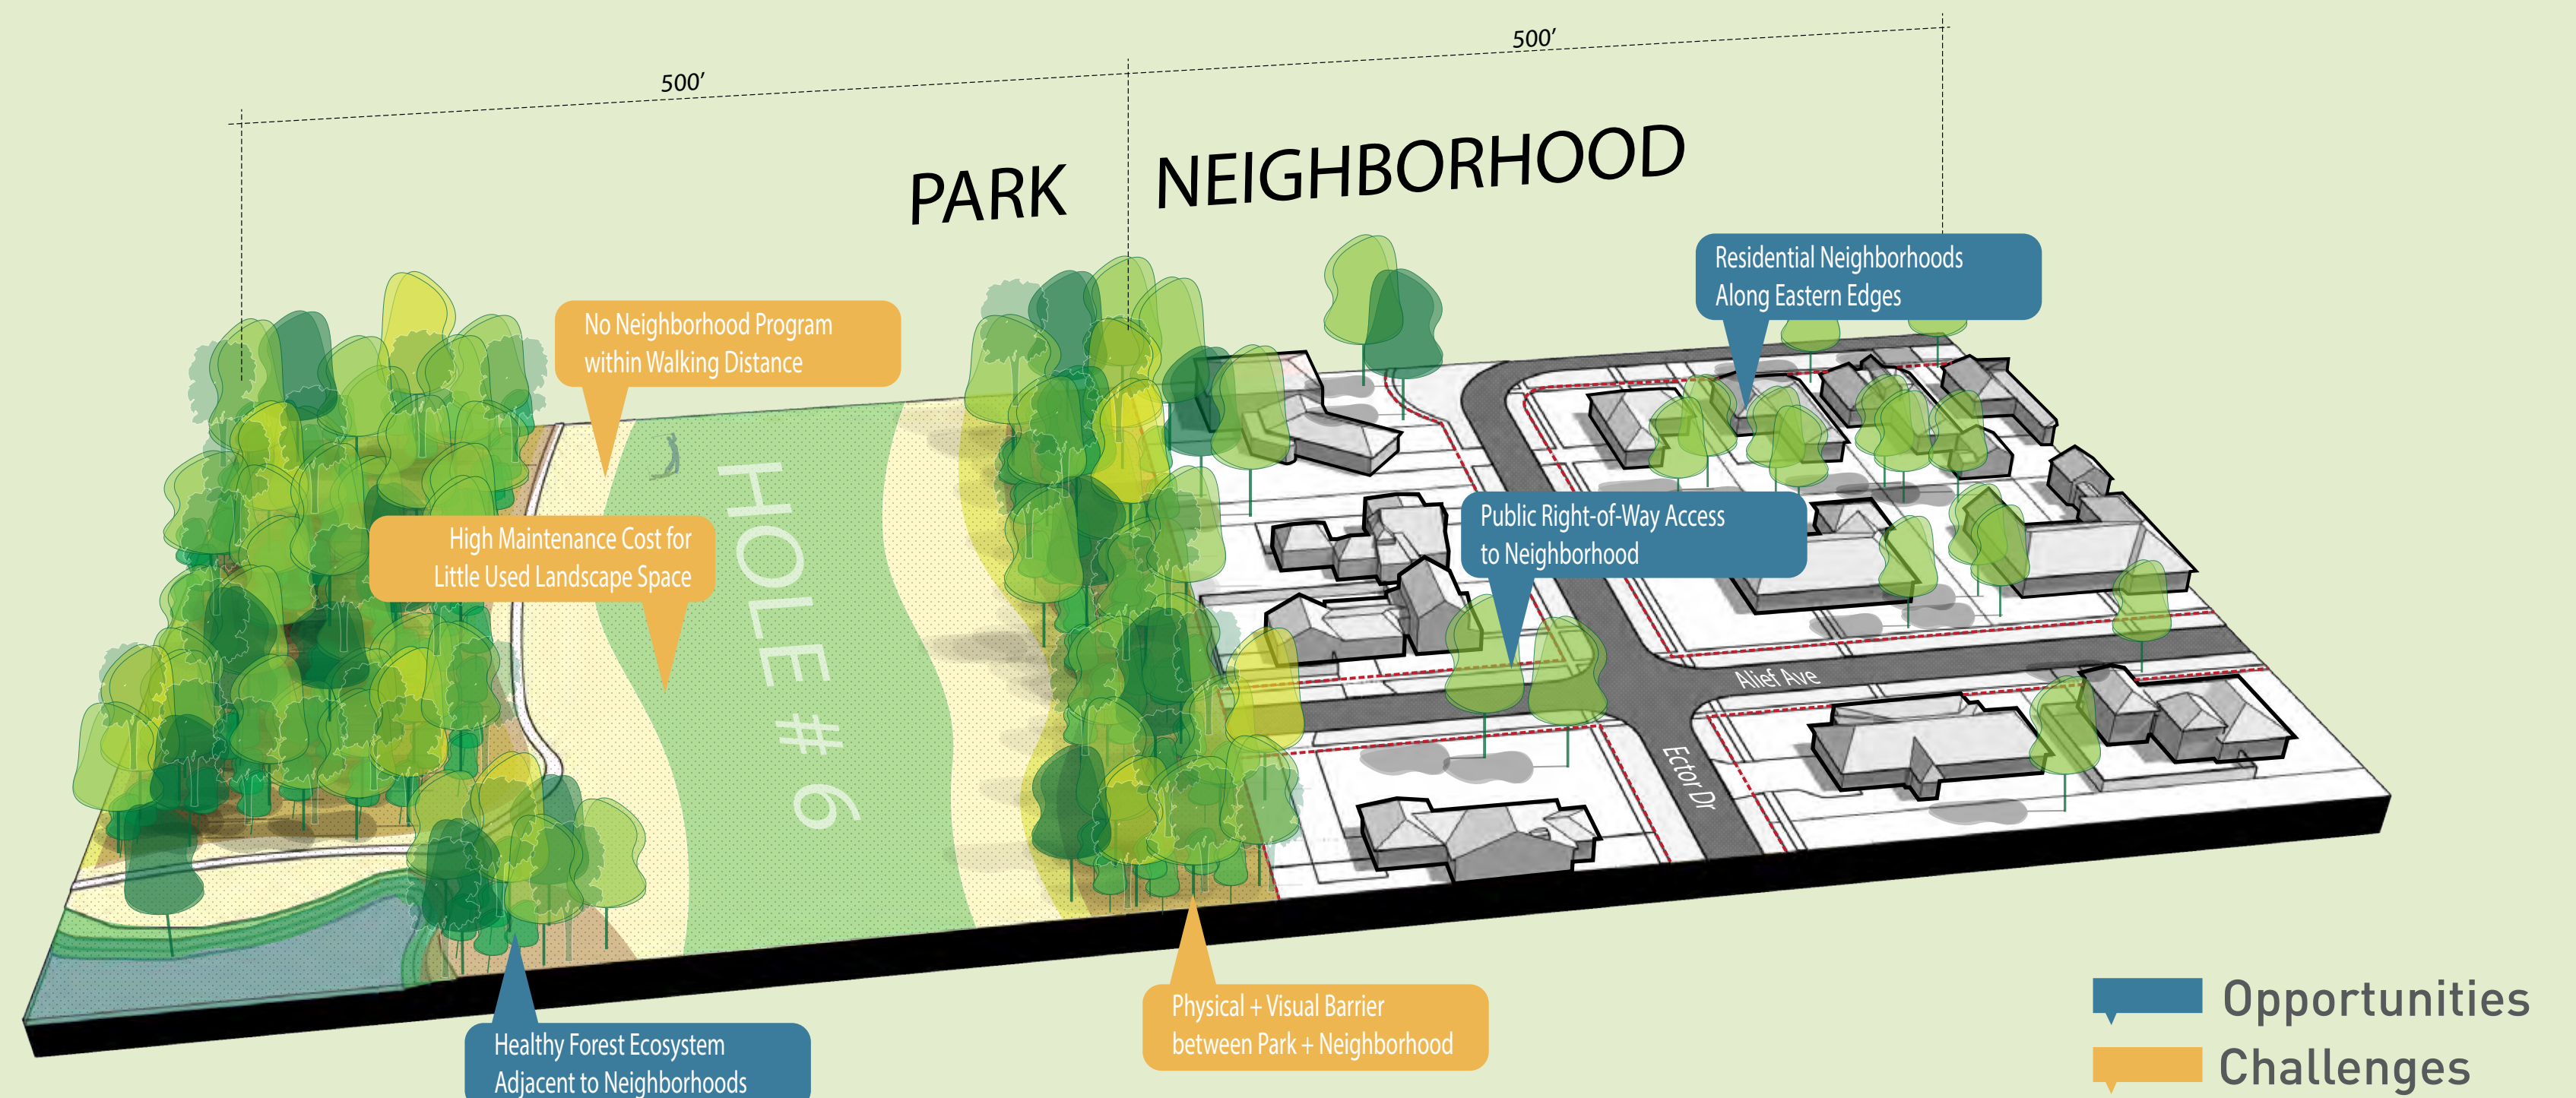 500’
500’
PARK
NEIGHBORHOOD
Residential Neighborhoods
Along Eastern Edges
No Neighborhood Program
within Walking Distance
High Maintenance Cost for
Little Used Landscape Space
HOLE # 6
Public Right-of-Way Access
to Neighborhood
Alief Ave
Ector Dr
Physical + Visual Barrier
between Park + Neighborhood
Healthy Forest Ecosystem
Adjacent to Neighborhoods
Opportunities
Challenges